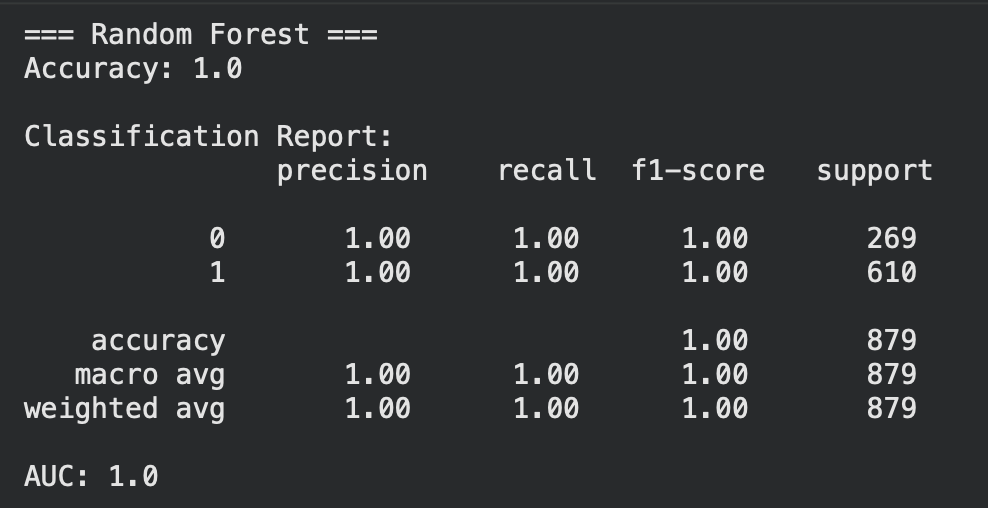 === Random Forest ===
Accuracy: 1.0
Classification Report:
precision recall f1-score support
0 1.00 1.00 1.00 269
1 1.00 1.00 1.00 610
accuracy 1.00 879
macro avg 1.00 1.00 1.00 879
weighted avg 1.00 1.00 1.00 879
AUC: 1.0